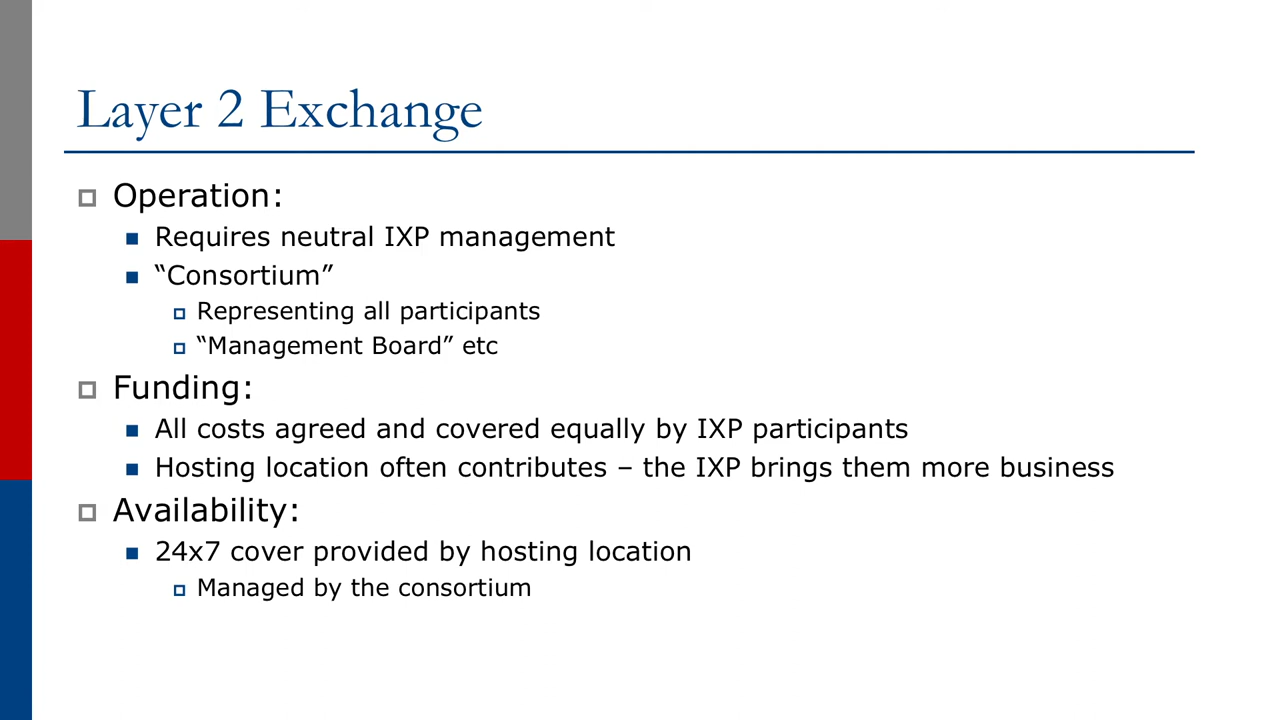 Layer 2 Exchange
Operation:
Requires neutral IXP management
“Consortium”
Representing all participants
“Management Board” etc
Funding:
All costs agreed and covered equally by IXP participants
Hosting location often contributes – the IXP brings them more business
Availability:
24x7 cover provided by hosting location
Managed by the consortium